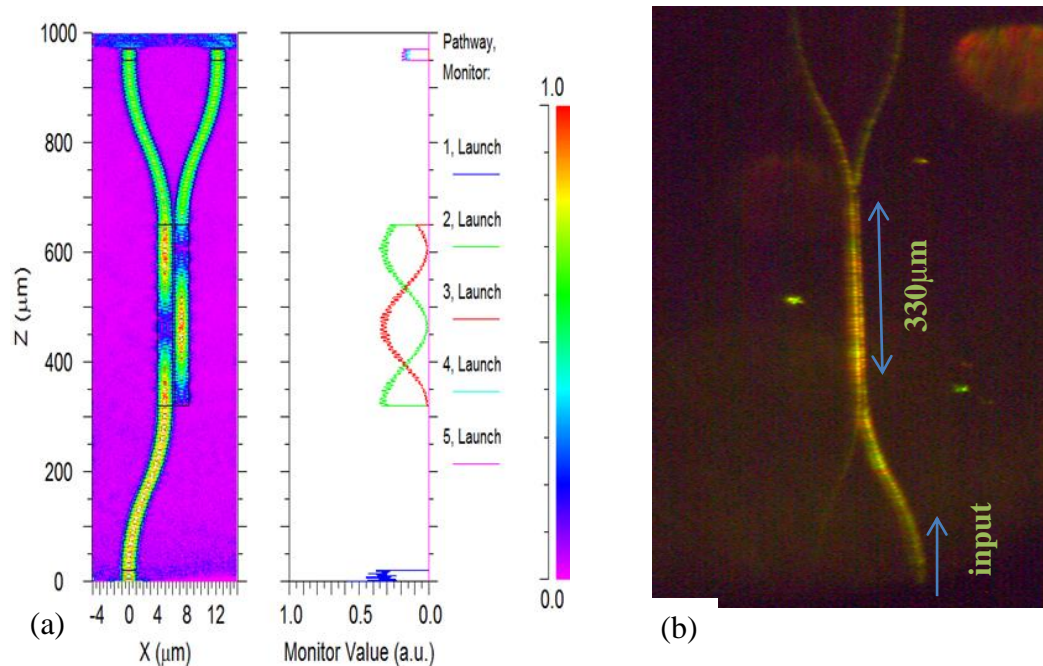 1000
800
600
400
200
0
Z (μm)
-4 0 4 8 12
X (μm)
(a)
Pathway,
Monitor:
1, Launch
2, Launch
3, Launch
4, Launch
5, Launch
1.0 0.5 0.0
Monitor Value (a.u.)
1.0
0.0
330μm
input
(b)